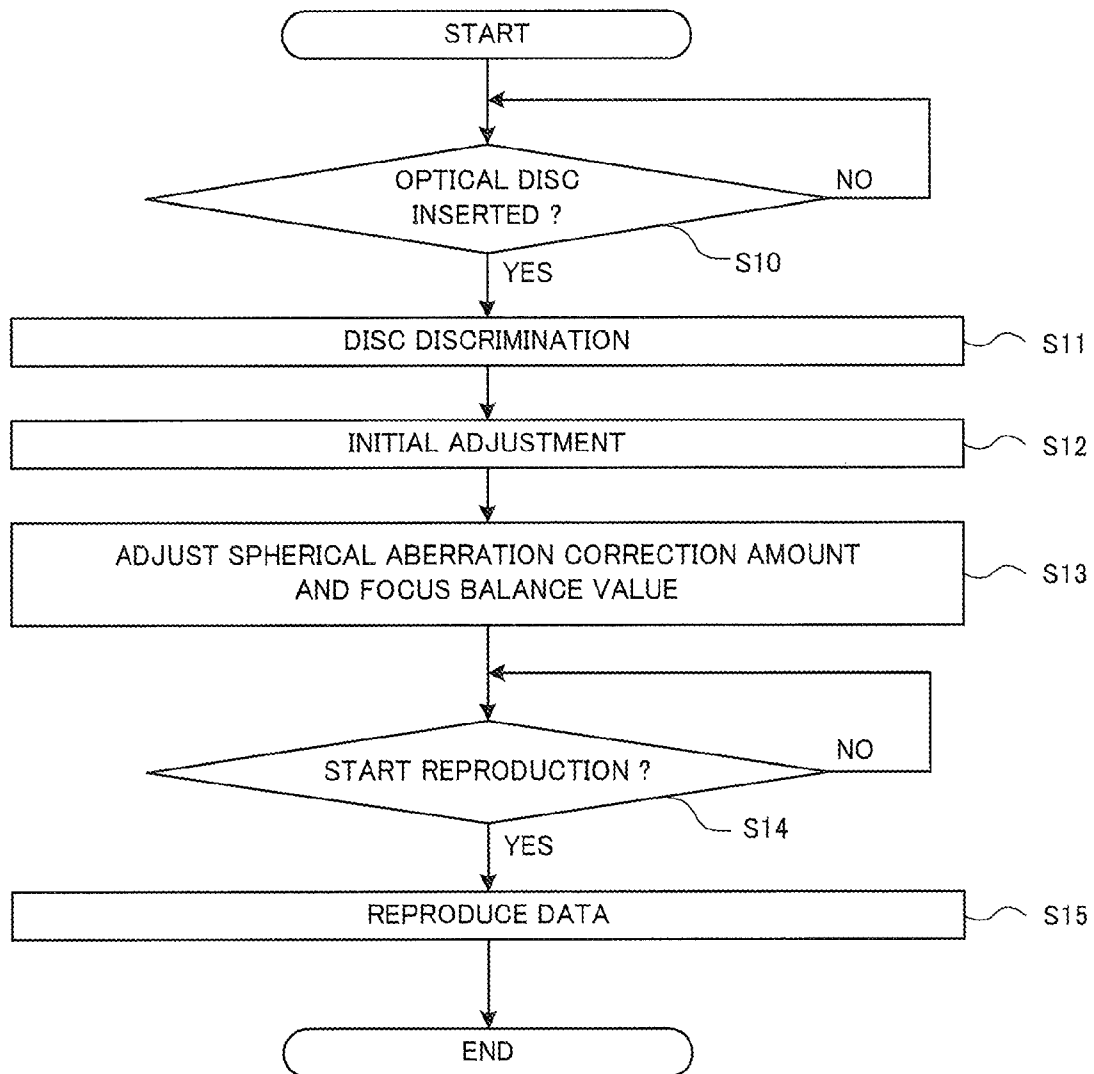 START
OPTICAL DISC
INSERTED ?
NO
S10
YES
DISC DISCRIMINATION
S11
INITIAL ADJUSTMENT
S12
ADJUST SPHERICAL ABERRATION CORRECTION AMOUNT
AND FOCUS BALANCE VALUE
S13
START REPRODUCTION ?
NO
S14
YES
REPRODUCE DATA
S15
END